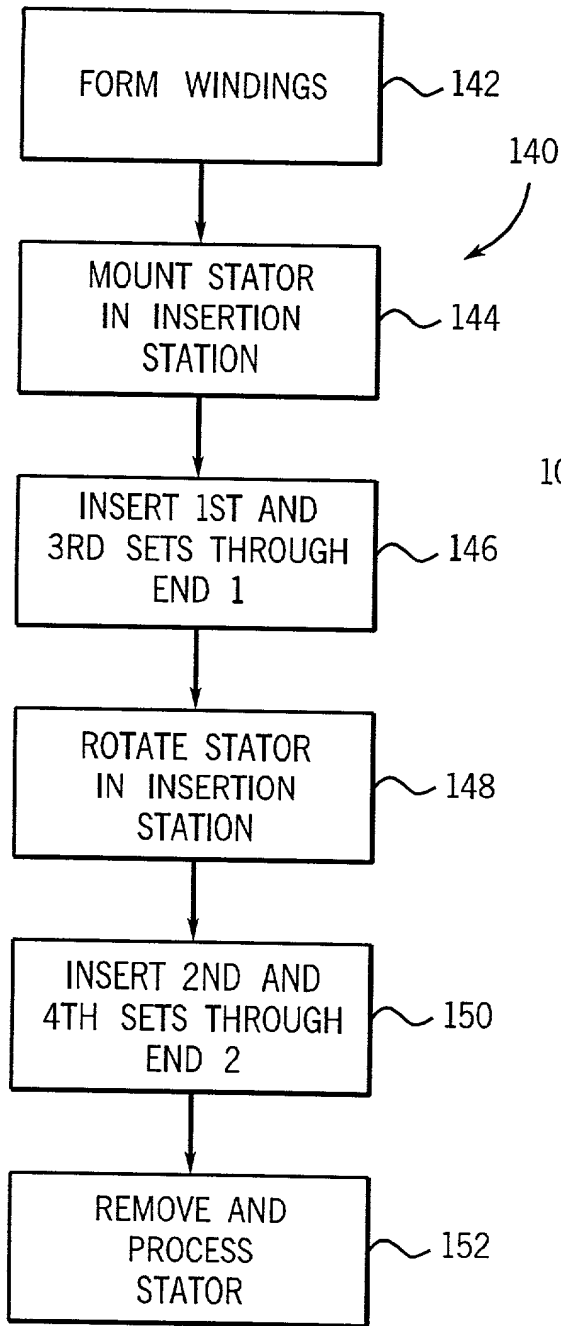 FORM WINDINGS
142
140
MOUNT STATOR
IN INSERTION
STATION
144
10
INSERT 1ST AND
3RD SETS THROUGH
END 1
146
ROTATE STATOR
IN INSERTION
STATION
148
INSERT 2ND AND
4TH SETS THROUGH
END 2
150
REMOVE AND
PROCESS
STATOR
152